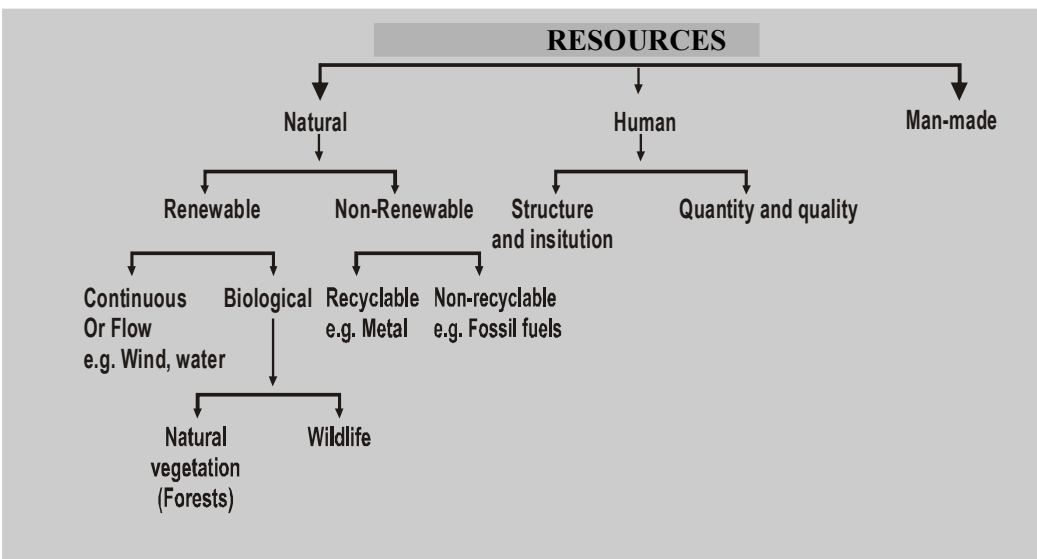 RESOURCES
Natural
Human
Man-made
Renewable
Non-Renewable
Structure
and insitution
Quantity and quality
Continuous
Or Flow
e.g. Wind, water
Biological
Recyclable
e.g. Metal
Non-recyclable
e.g. Fossil fuels
Natural
vegetation
(Forests)
Wildlife